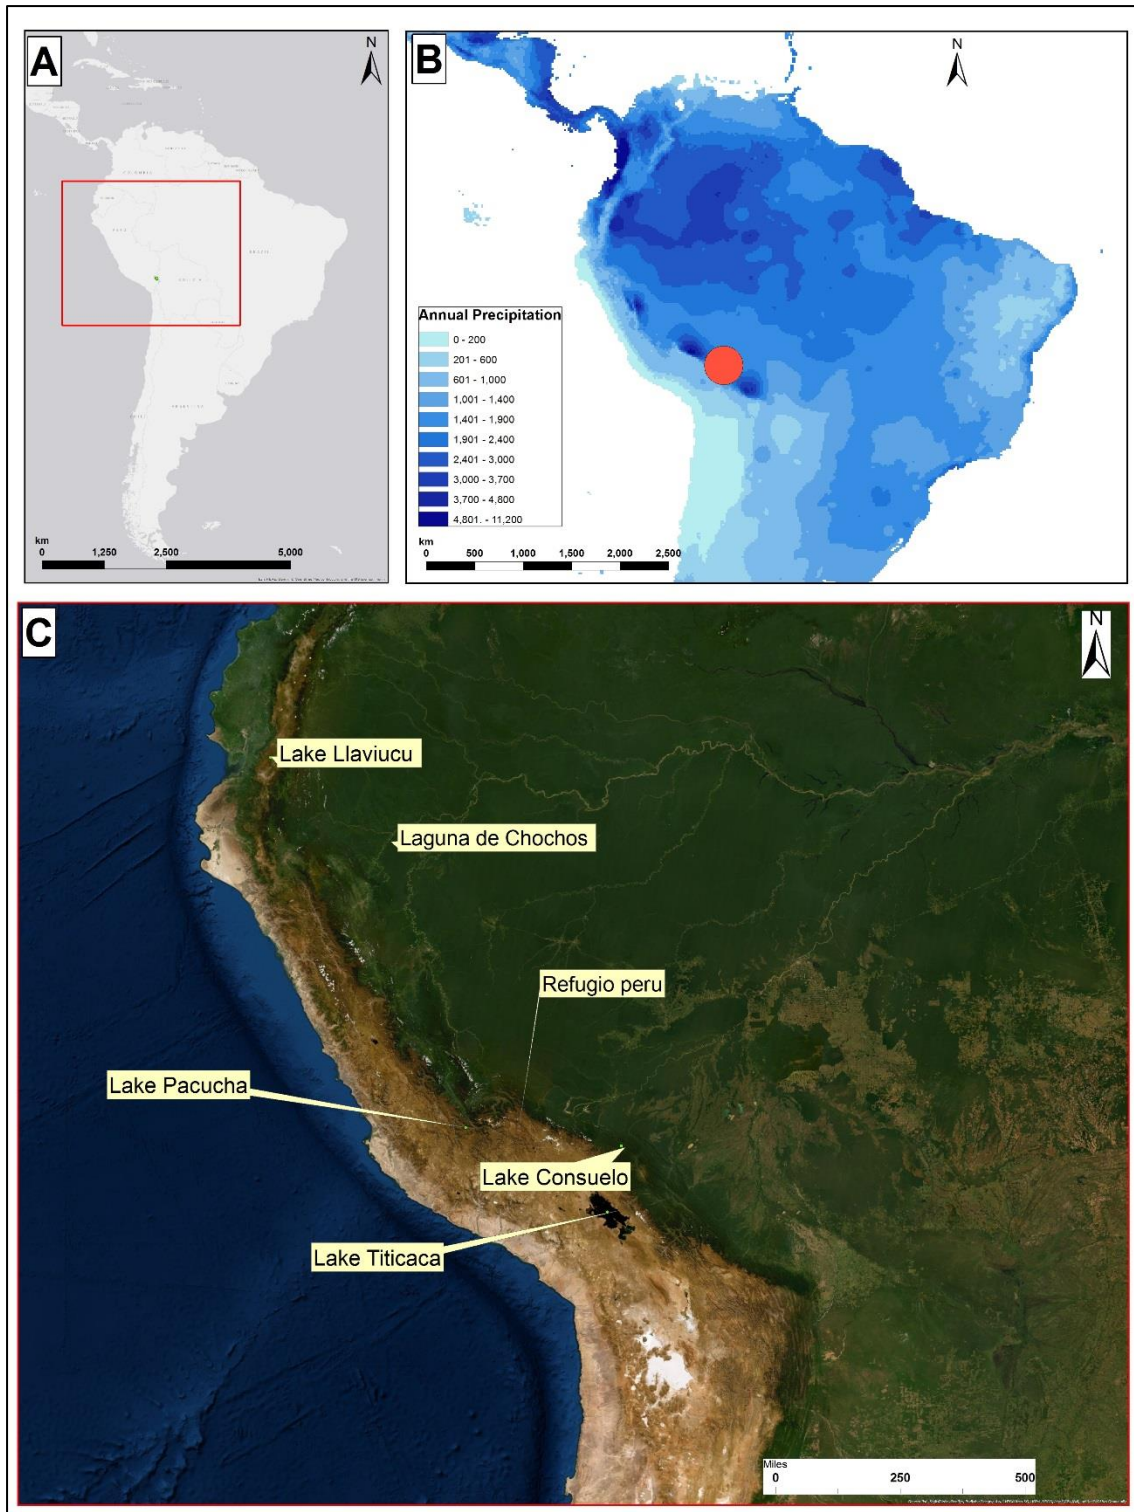 A
N
km
0 1,250 2,500 5,000
B
N
Annual Precipitation
0 - 200
201 - 600
601 - 1,000
1,001 - 1,400
1,401 - 1,900
1,901 - 2,400
2,401 - 3,000
3,000 - 3,700
3,700 - 4,800
4,801. - 11,200
km
0 500 1,000 1,500 2,000 2,500
C
N
Lake Llaviucu
Laguna de Chochos
Refugio peru
Lake Pacucha
Lake Consuelo
Lake Titicaca
Miles
0 250 500